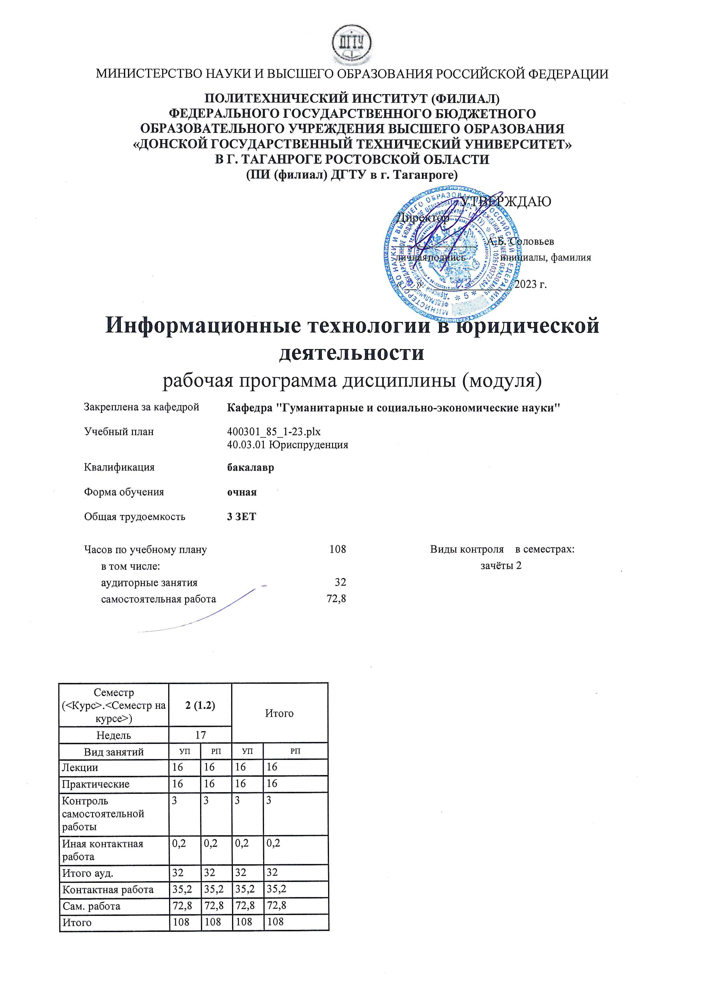 ДГТУ
МИНИСТЕРСТВО НАУКИ И ВЫСШЕГО ОБРАЗОВАНИЯ РОССИЙСКОЙ ФЕДЕРАЦИИ
ПОЛИТЕХНИЧЕСКИЙ ИНСТИТУТ (ФИЛИАЛ)
ФЕДЕРАЛЬНОГО ГОСУДАРСТВЕННОГО БЮДЖЕТНОГО
ОБРАЗОВАТЕЛЬНОГО УЧРЕЖДЕНИЯ ВЫСШЕГО ОБРАЗОВАНИЯ
«ДОНСКОЙ ГОСУДАРСТВЕННЫЙ ТЕХНИЧЕСКИЙ УНИВЕРСИТЕТ»
В Г. ТАГАНРОГЕ РОСТОВСКОЙ ОБЛАСТИ
(ПИ (филиал) ДГТУ в г. Таганроге)
УТВЕРЖДАЮ
Директор
А.Б. Соловьев
личнаяподпись инициалы, фамилия
« » 2023 г.
Информационные технологии в юридической
деятельности
рабочая программа дисциплины (модуля)
Закреплена за кафедрой Кафедра "Гуманитарные и социально-экономические науки"
Учебный план 400301_85_1-23.plx
40.03.01 Юриспруденция
Квалификация бакалавр
Форма обучения очная
Общая трудоемкость 3 ЗЕТ
Часов по учебному плану 108 Виды контроля в семестрах:
в том числе: зачёты 2
аудиторные занятия 32
самостоятельная работа 72,8
Семестр
(<Курс>.<Семестр на
курсе>)
2 (1.2)
Итого
Недель 17
Вид занятий УП РП УП РП
Лекции 16 16 16 16
Практические 16 16 16 16
Контроль 3 3 3 3
самостоятельной
работы
Иная контактная 0,2 0,2 0,2 0,2
работа
Итого ауд. 32 32 32 32
Контактная работа 35,2 35,2 35,2 35,2
Сам. работа 72,8 72,8 72,8 72,8
Итого 108 108 108 108